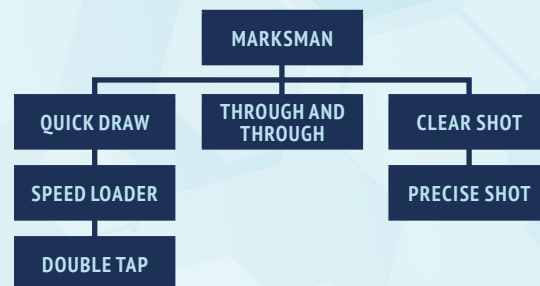 MARKSMAN
QUICK DRAW
THROUGH AND
THROUGH
CLEAR SHOT
SPEED LOADER
PRECISE SHOT
DOUBLE TAP